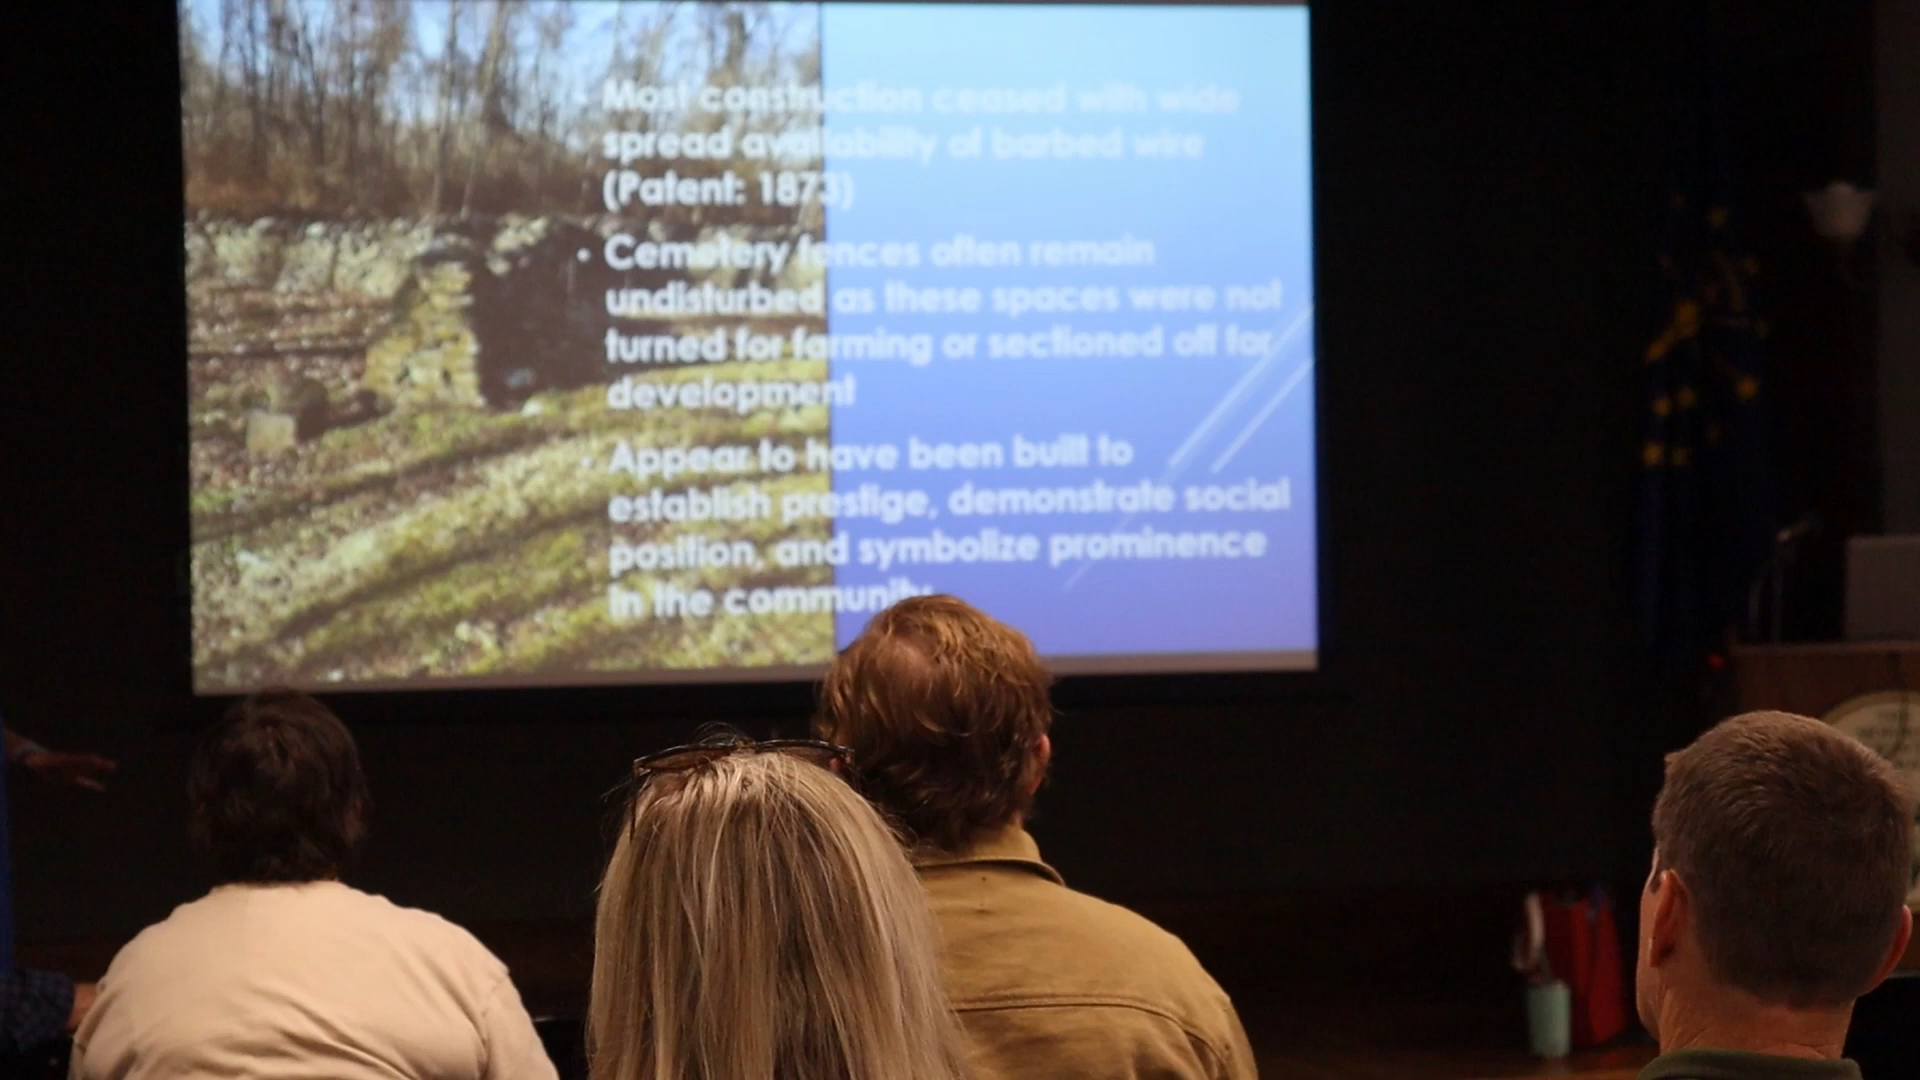 Most construction ceased with wide
spread availability of barbed wire
(Patent: 1873)
• Cemetery fences often remain
undisturbed as these spaces were not
turned for farming or sectioned off for
development
Appear to have been built to
establish prestige, demonstrate social
position, and symbolize prominence
in the community